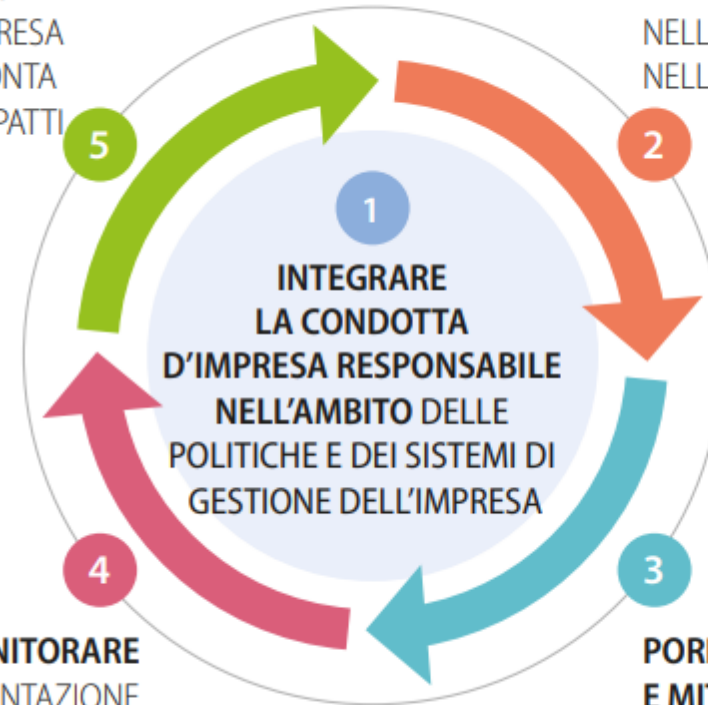 PRESA
ONTA
PATTI
5
NELL
NELL
2
1
INTEGRARE
LA CONDOTTA
D'IMPRESA RESPONSABILE
NELL'AMBITO DELLE
POLITICHE E DEI SISTEMI DI
GESTIONE DELL'IMPRESA
4
NITORARE
NTAZIONE
3
POR
E MI